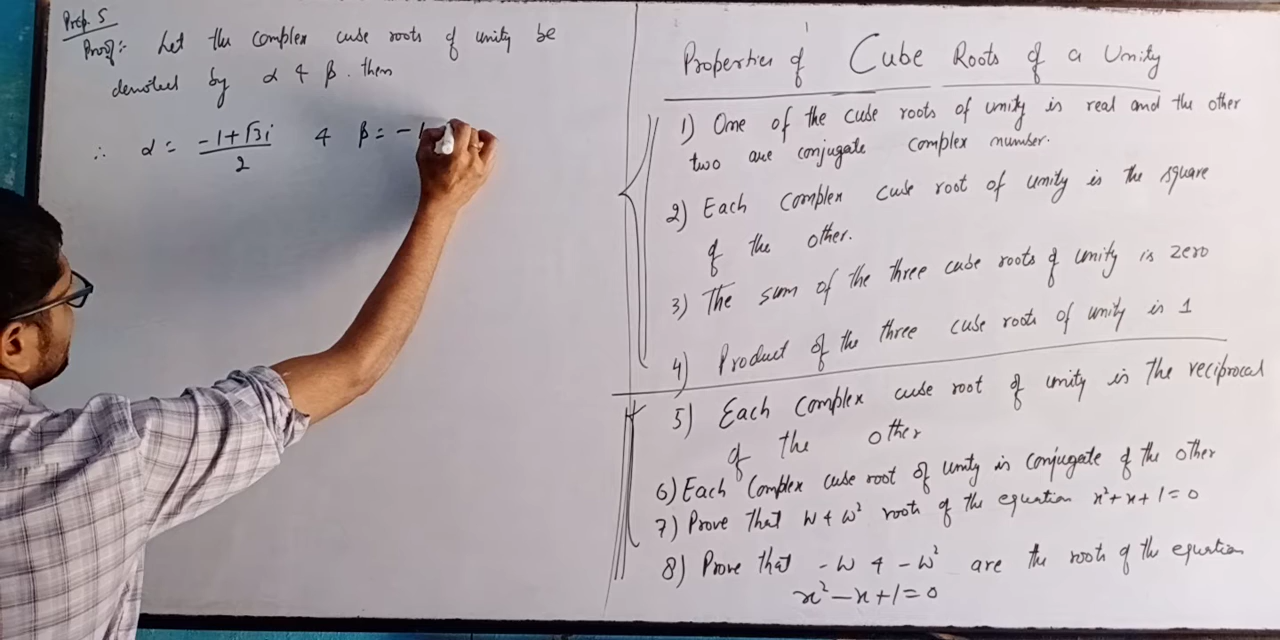 Prop. 5
Proof:- Let the complex cube roots of unity be
denoted by α & β. then
∴ α = -1+√3i / 2 & β = -1
Properties of Cube Roots of a Unity
1) One of the cube roots of unity is real and the other
two are conjugate complex number.
2) Each complex cube root of unity is the square
of the other.
3) The sum of the three cube roots of unity is zero
4) Product of the three cube roots of unity is 1
5) Each complex cube root of unity is the reciprocal
of the other
6) Each complex cube root of unity is conjugate of the other
7) Prove that w & w² root of the equation x²+x+1=0
8) Prove that -w & -w² are the root of the equation
x²-x+1=0